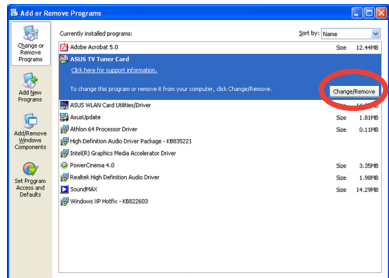 Add or Remove Programs
Change or
Remove
Programs
Add New
Programs
Add/Remove
Windows
Components
Set Program
Access and
Defaults
Currently installed programs:
Sort by: Name
Adobe Acrobat 5.0 Size 12.44MB
ASUS TV Tuner Card
Click here for support information.
To change this program or remove it from your computer, click Change/Remove.
Change/Remove
ASUS WLAN Card Utilities/Driver Size
AsusUpdate Size 1.81MB
Athlon 64 Processor Driver Size 0.11MB
High Definition Audio Driver Package - KB835221
Intel(R) Graphics Media Accelerator Driver
PowerCinema 4.0 Size 3.35MB
Realtek High Definition Audio Driver Size 1.98MB
SoundMAX Size 14.29MB
Windows XP Hotfix - KB822603